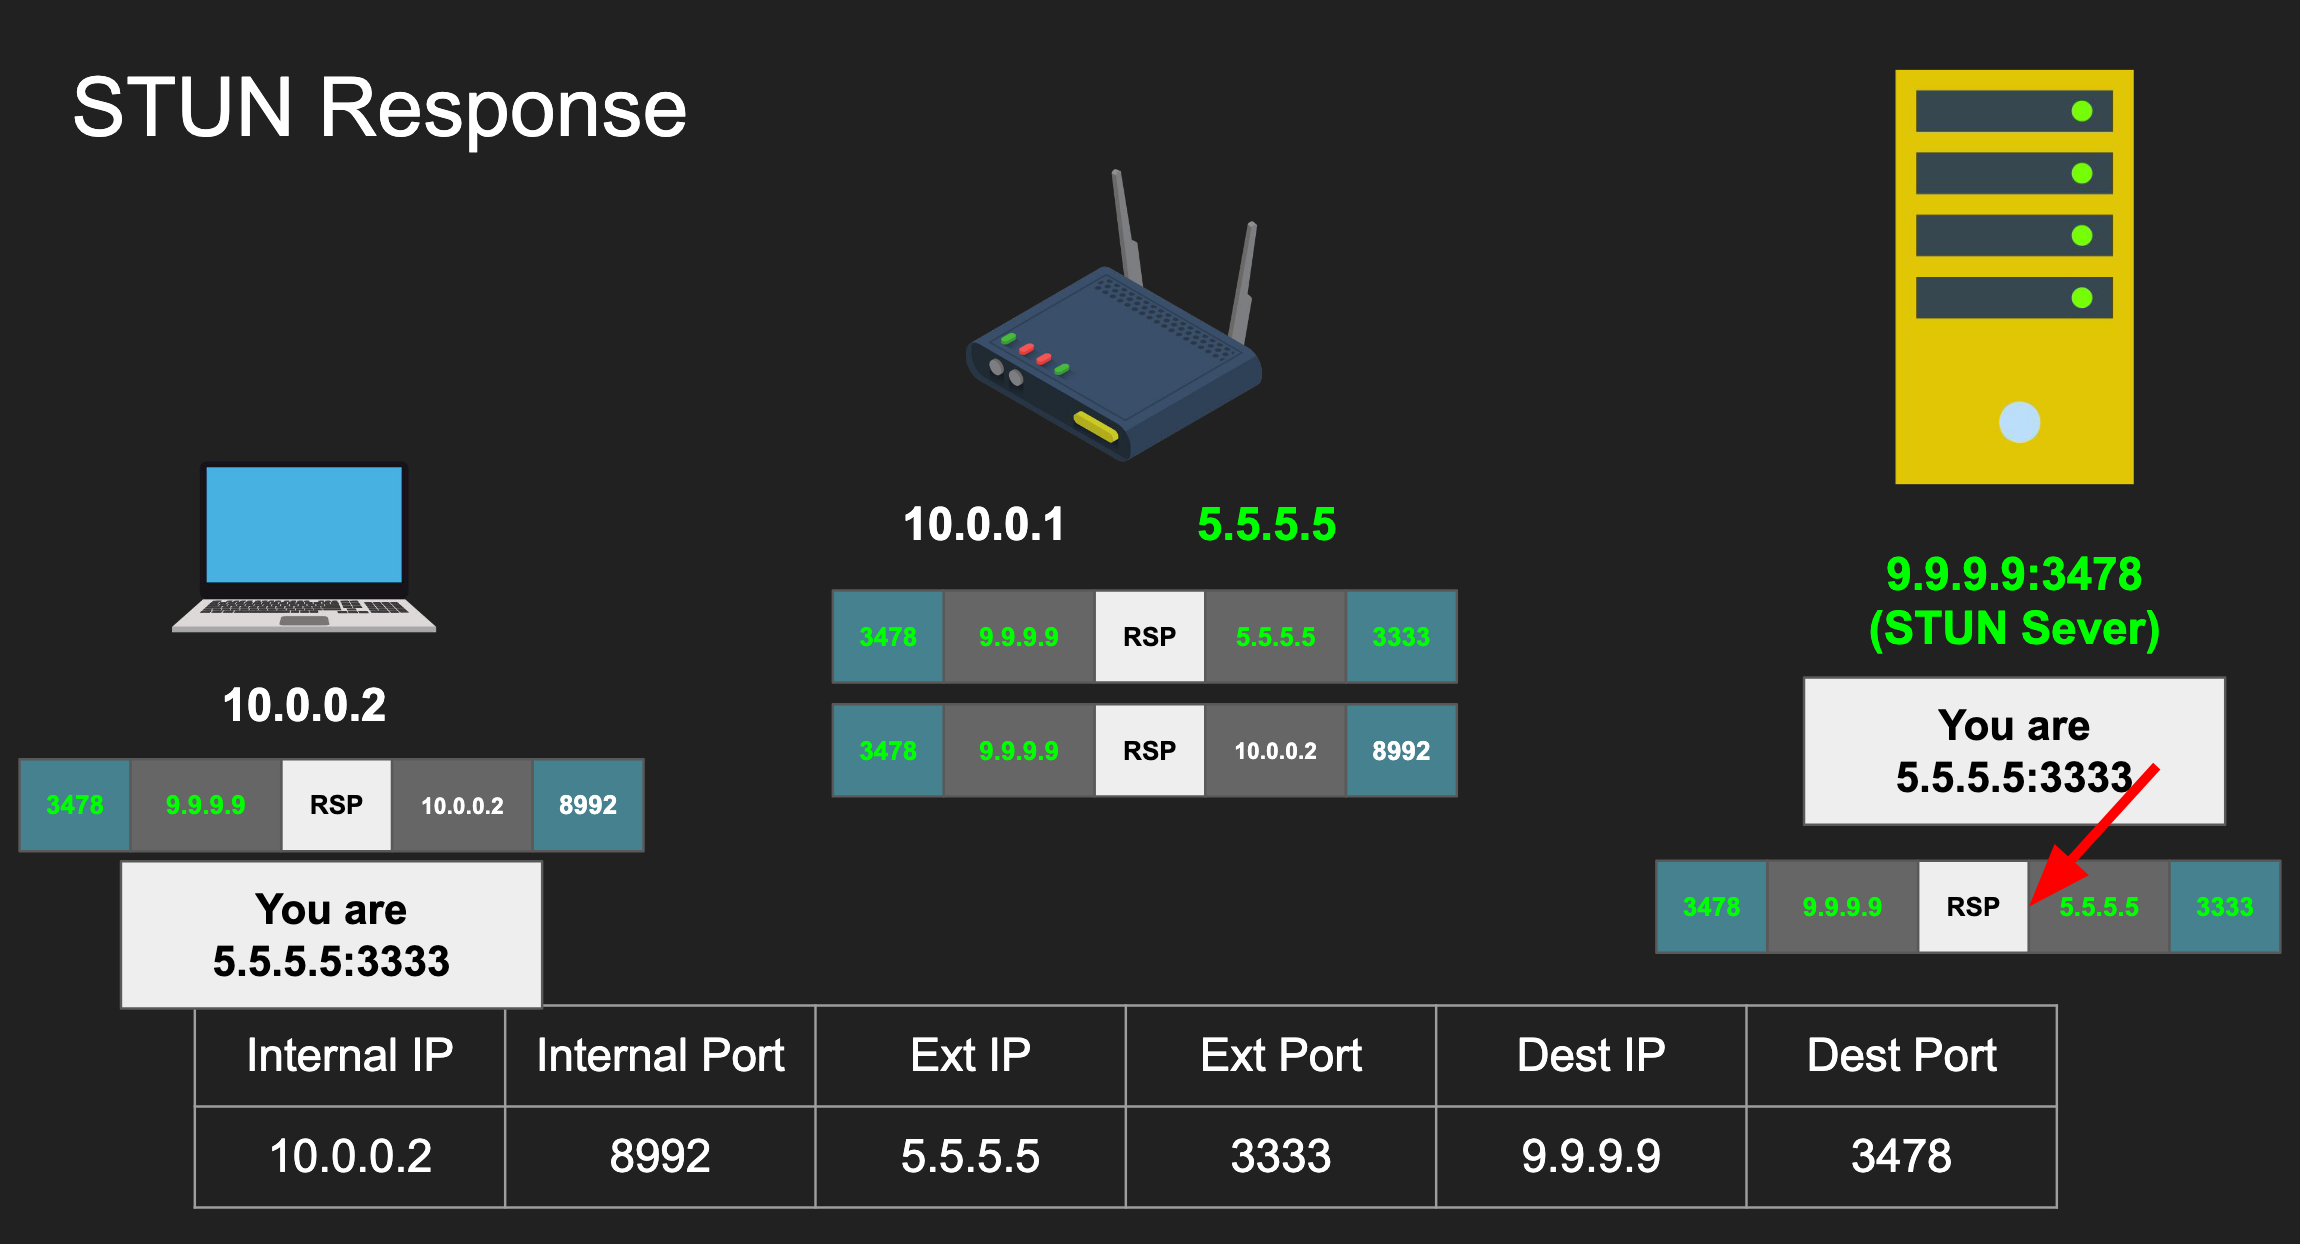 STUN Response
10.0.0.1
5.5.5.5
9.9.9.9:3478
(STUN Sever)
3478 9.9.9.9 RSP 5.5.5.5 3333
3478 9.9.9.9 RSP 10.0.0.2 8992
You are
5.5.5.5:3333
3478 9.9.9.9 RSP 5.5.5.5 3333
10.0.0.2
3478 9.9.9.9 RSP 10.0.0.2 8992
You are
5.5.5.5:3333
Internal IP Internal Port Ext IP Ext Port Dest IP Dest Port
10.0.0.2 8992 5.5.5.5 3333 9.9.9.9 3478